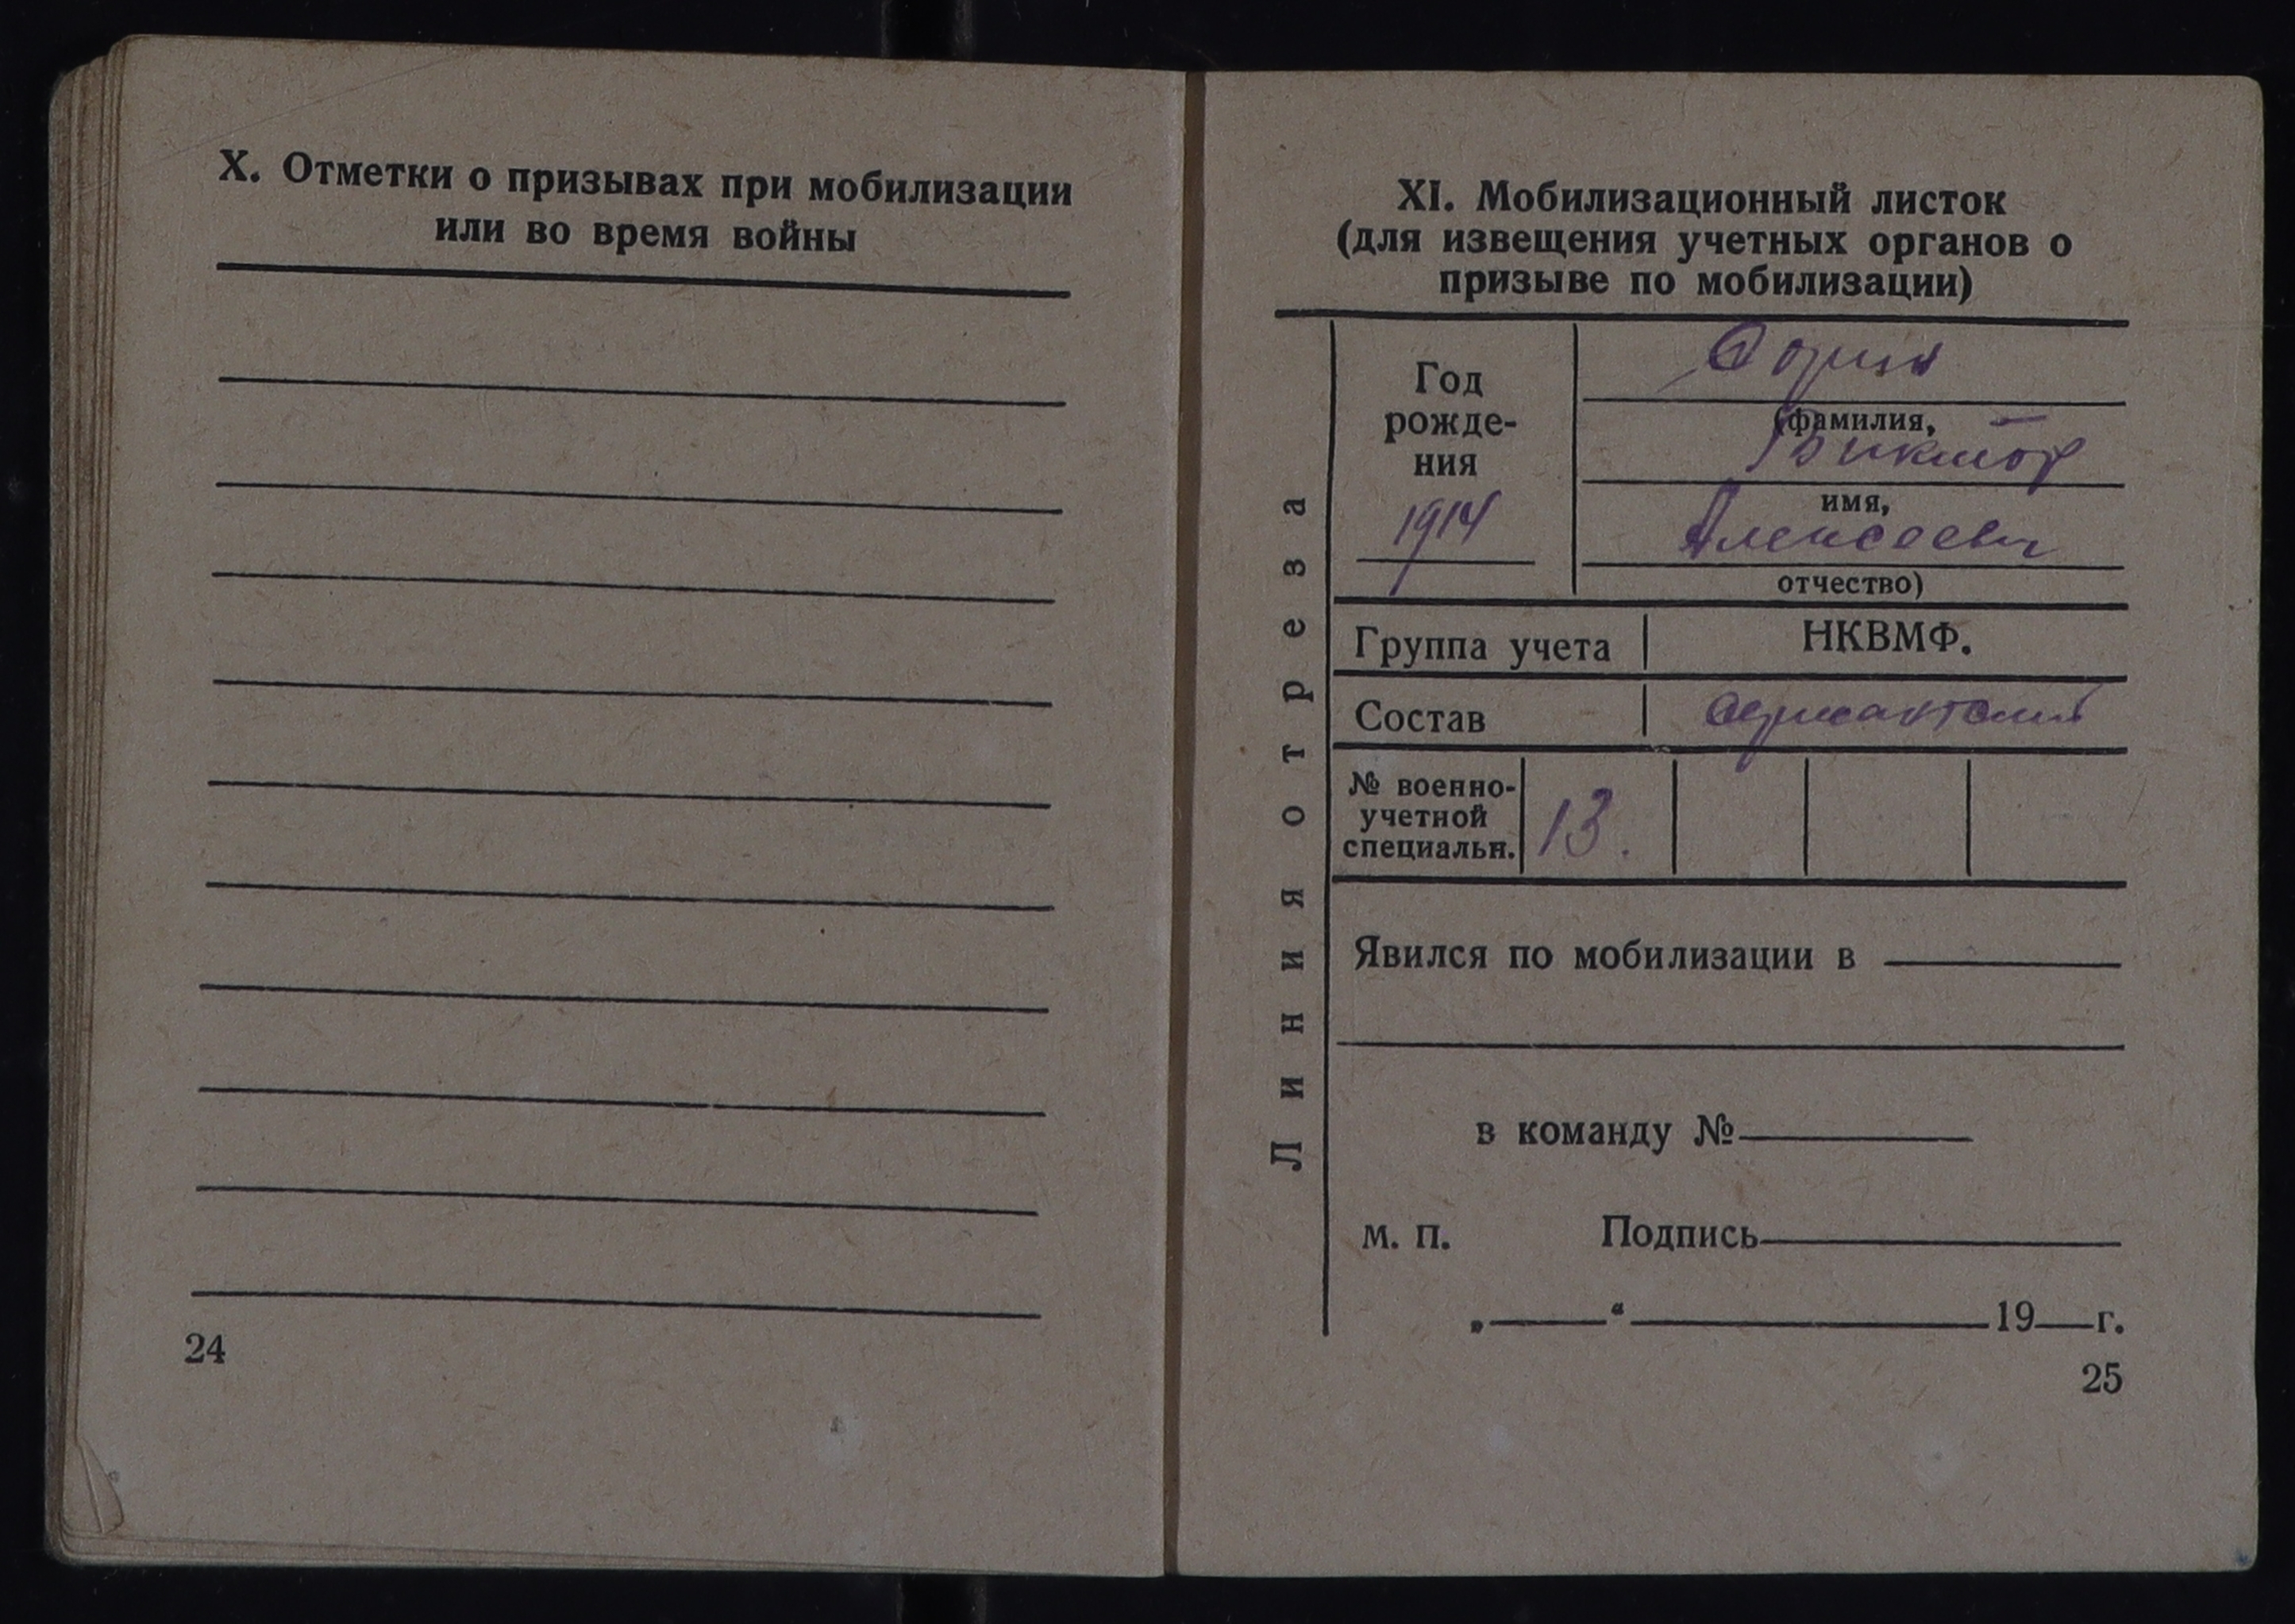 X. Отметки о призывах при мобилизации
или во время войны
24
XI. Мобилизационный листок
(для извещения учетных органов о
призыве по мобилизации)
Линия отреза
Год
рожде-
ния
1914
(фамилия,
Виктор
имя,
Алексеевич
отчество)
Группа учета НКВМФ.
Состав сержантский
№ военно-
учетной
специальн.
13.
Явился по мобилизации в
в команду №
м. п. Подпись
„ “ 19 г.
25